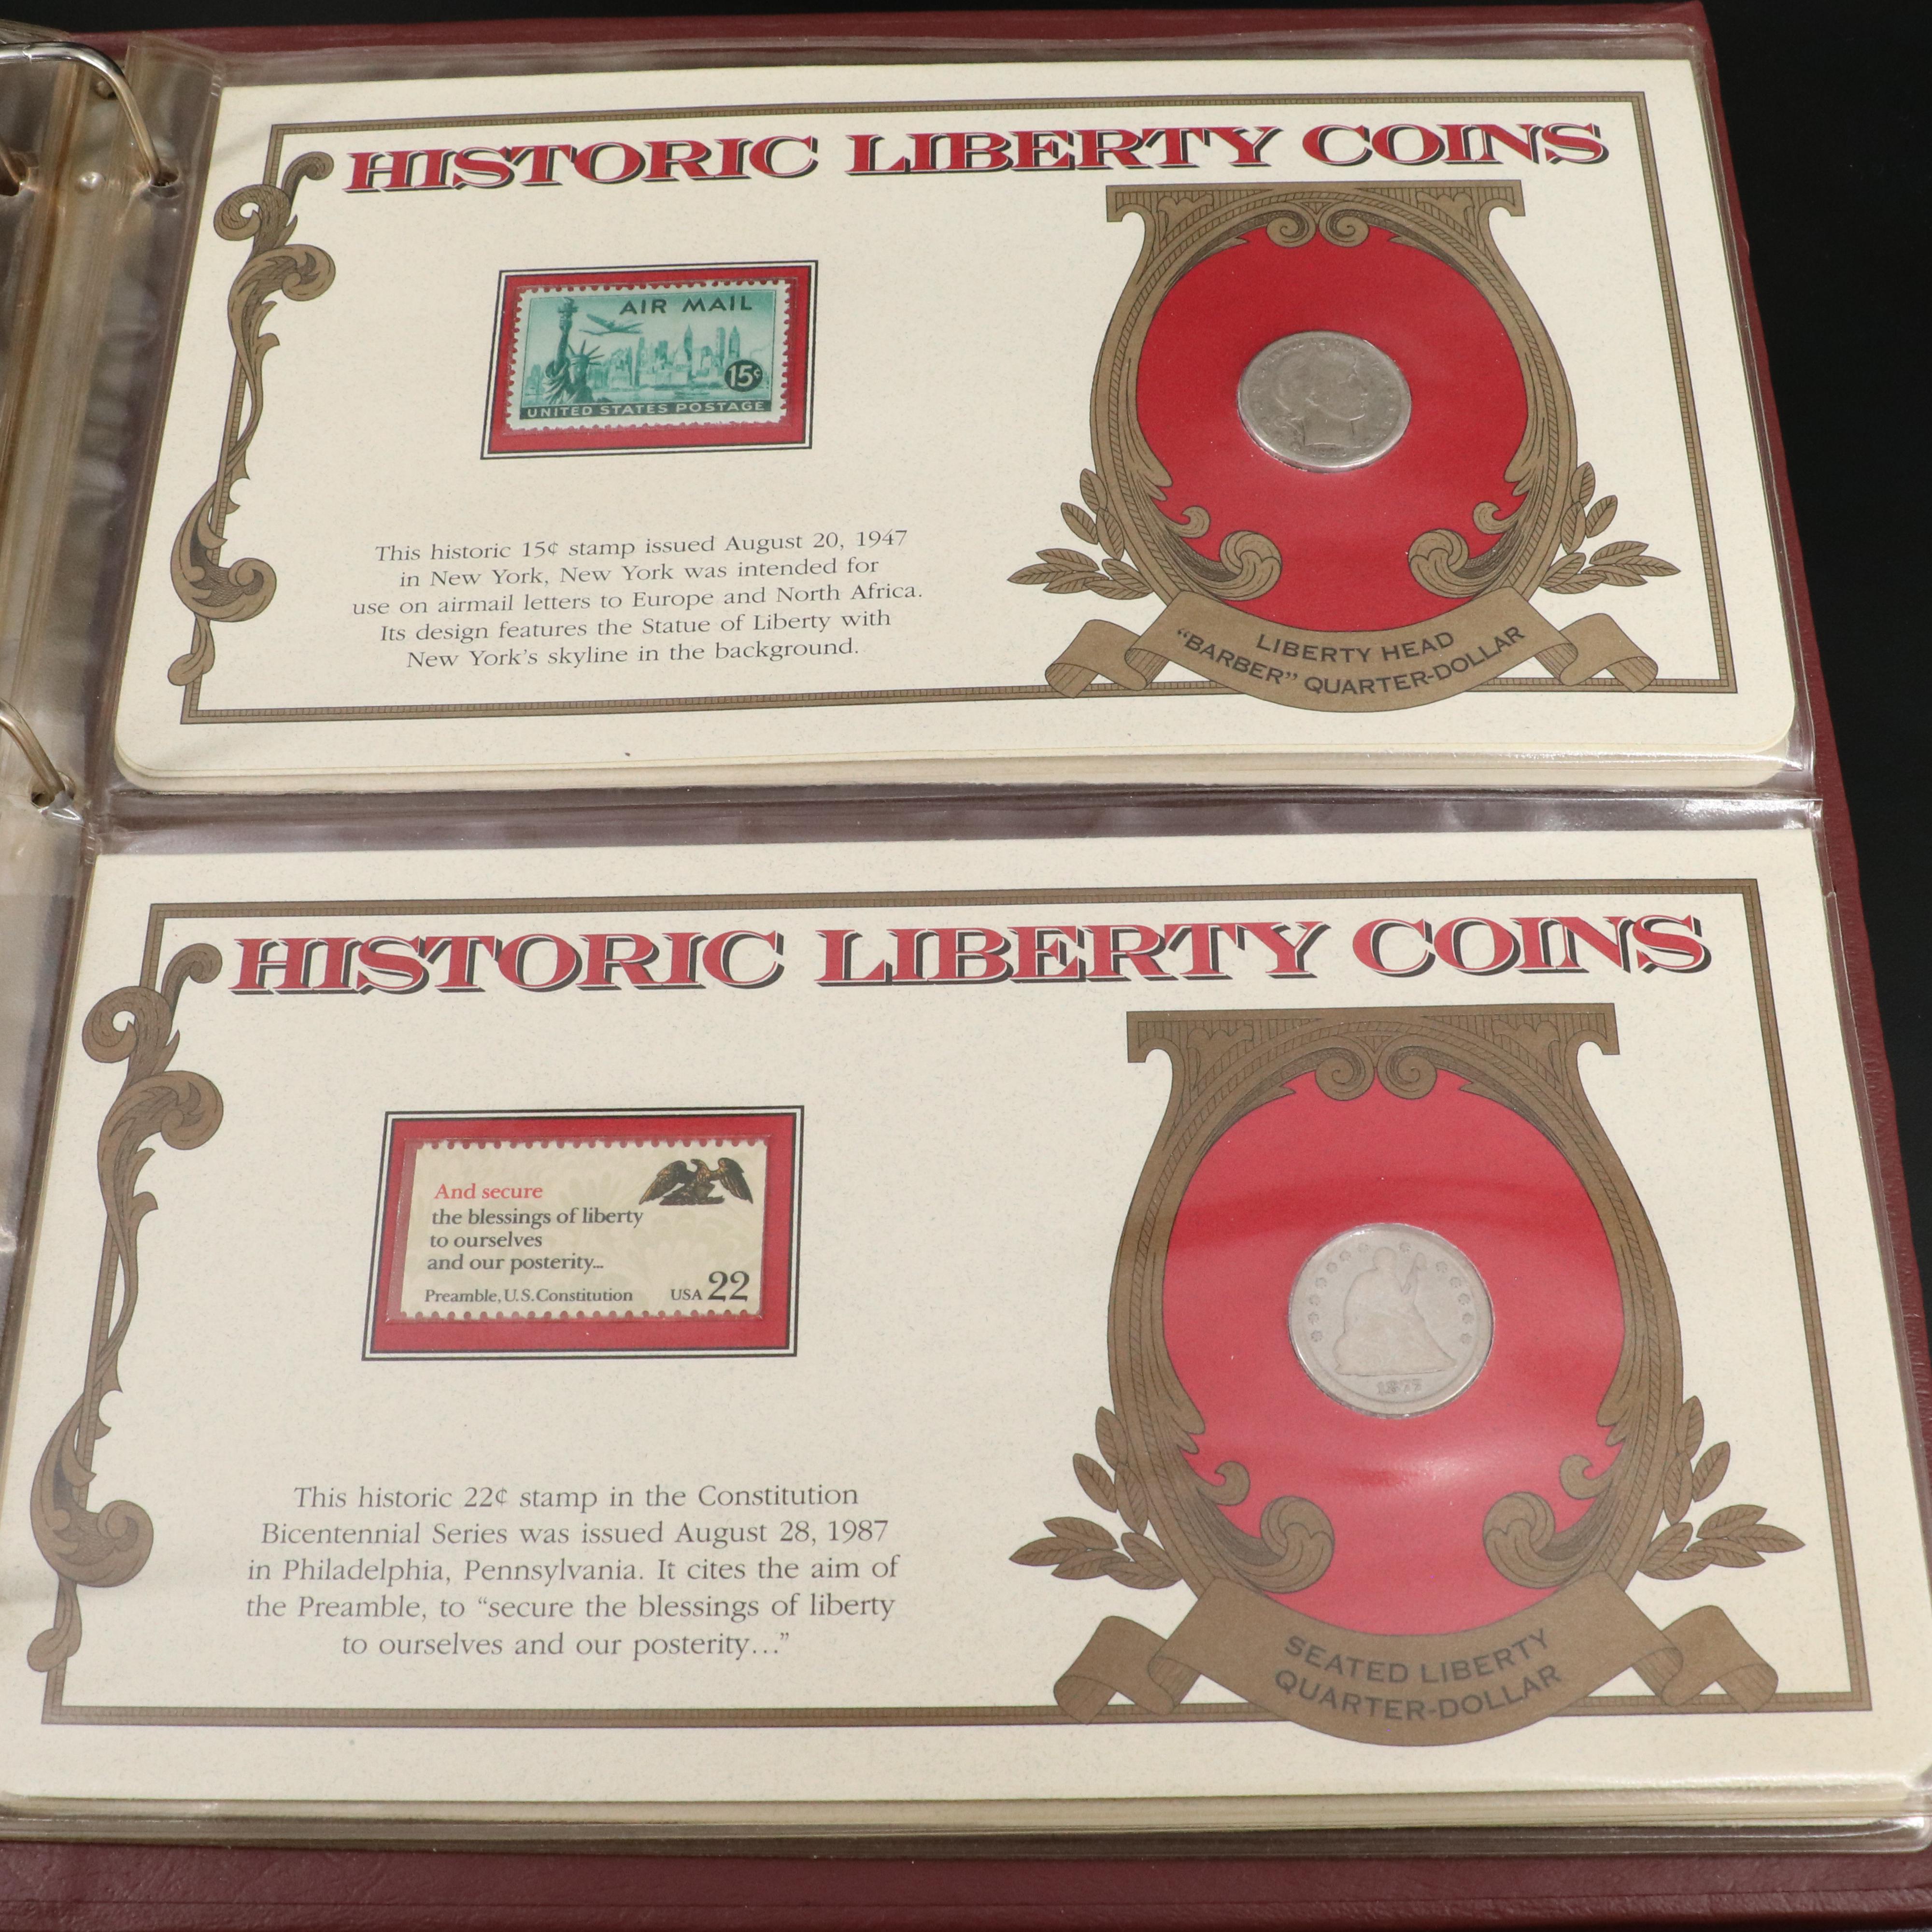 HISTORIC LIBERTY COINS
AIR MAIL
15¢
UNITED STATES POSTAGE
This historic 15¢ stamp issued August 20, 1947
in New York, New York was intended for
use on airmail letters to Europe and North Africa.
Its design features the Statue of Liberty with
New York's skyline in the background.
LIBERTY HEAD
"BARBER" QUARTER-DOLLAR
HISTORIC LIBERTY COINS
And secure
the blessings of liberty
to ourselves
and our posterity...
Preamble, U.S. Constitution
USA 22
This historic 22¢ stamp in the Constitution
Bicentennial Series was issued August 28, 1987
in Philadelphia, Pennsylvania. It cites the aim of
the Preamble, to "secure the blessings of liberty
to ourselves and our posterity..."
1877
SEATED LIBERTY
QUARTER-DOLLAR